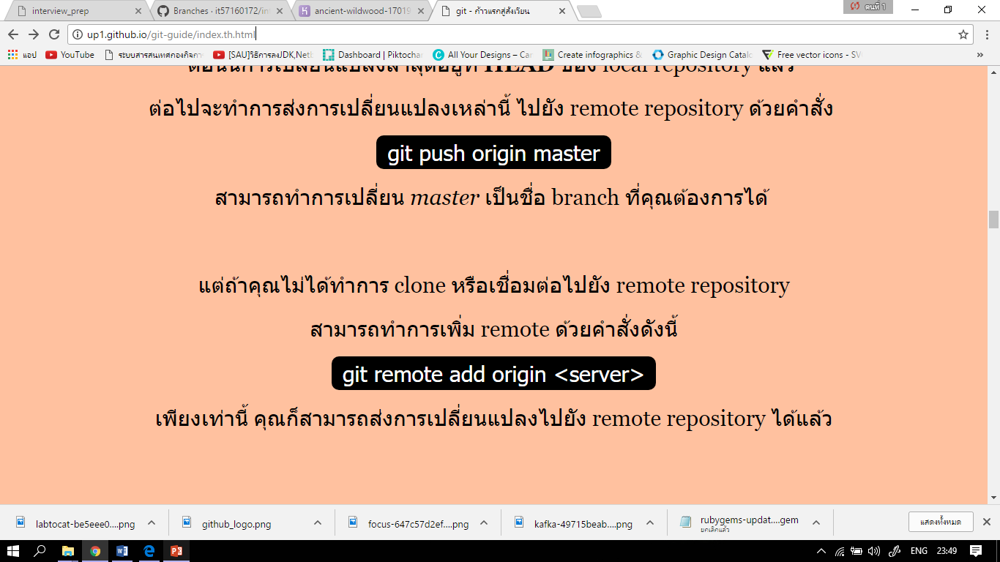 interview_prep
Branches · it57160172/in
ancient-wildwood-17019
git - ก้าวแรกสู่สังเวียน
คนที่ 1
up1.github.io/git-guide/index.th.html
แอป
YouTube
ระบบสารสนเทศกองกิจกา
[SAU]วิธีการลงJDK,Netb
Dashboard | Piktochar
All Your Designs – Can
Create infographics &
Graphic Design Catalo
Free vector icons - SV
»
ตอนนี้การเปลี่ยนแปลงล่าสุดอยู่ที่ HEAD ของ local repository แล้ว
ต่อไปจะทำการส่งการเปลี่ยนแปลงเหล่านี้ ไปยัง remote repository ด้วยคำสั่ง
git push origin master
สามารถทำการเปลี่ยน master เป็นชื่อ branch ที่คุณต้องการได้
แต่ถ้าคุณไม่ได้ทำการ clone หรือเชื่อมต่อไปยัง remote repository
สามารถทำการเพิ่ม remote ด้วยคำสั่งดังนี้
git remote add origin <server>
เพียงเท่านี้ คุณก็สามารถส่งการเปลี่ยนแปลงไปยัง remote repository ได้แล้ว
labtocat-be5eee0....png
github_logo.png
focus-647c57d2ef....png
kafka-49715beab....png
rubygems-updat....gem
ยกเลิกแล้ว
แสดงทั้งหมด
ENG
23:49